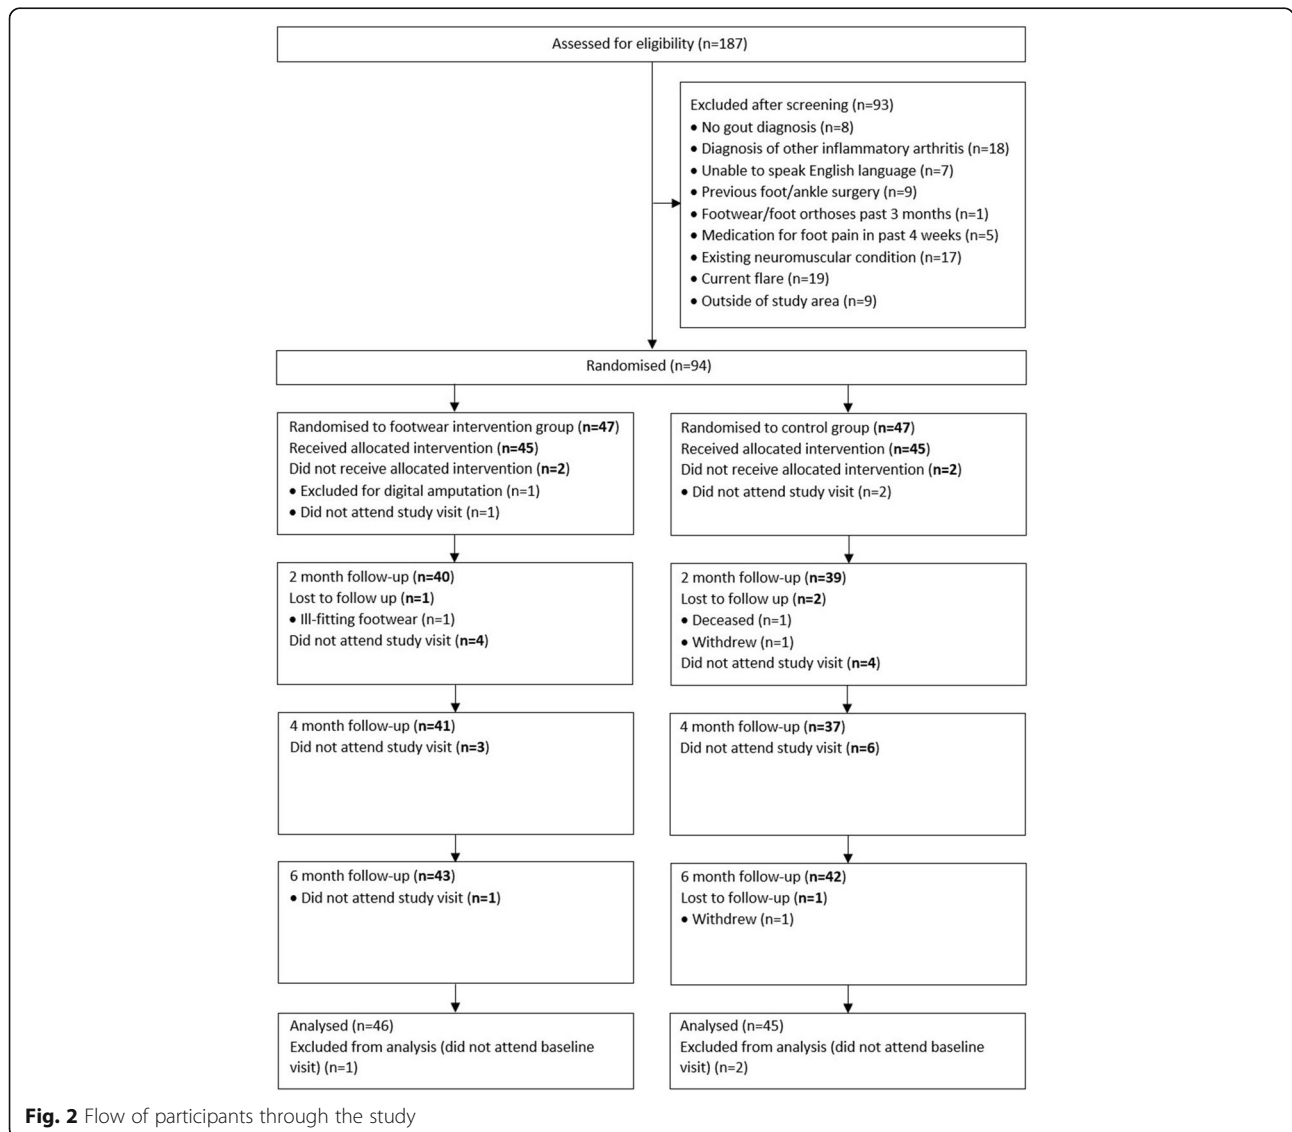 Assessed for eligibility (n=187)
Excluded after screening (n=93)
• No gout diagnosis (n=8)
• Diagnosis of other inflammatory arthritis (n=18)
• Unable to speak English language (n=7)
• Previous foot/ankle surgery (n=9)
• Footwear/foot orthoses past 3 months (n=1)
• Medication for foot pain in past 4 weeks (n=5)
• Existing neuromuscular condition (n=17)
• Current flare (n=19)
• Outside of study area (n=9)
Randomised (n=94)
Randomised to footwear intervention group (n=47)
Received allocated intervention (n=45)
Did not receive allocated intervention (n=2)
• Excluded for digital amputation (n=1)
• Did not attend study visit (n=1)
Randomised to control group (n=47)
Received allocated intervention (n=45)
Did not receive allocated intervention (n=2)
• Did not attend study visit (n=2)
2 month follow-up (n=40)
Lost to follow up (n=1)
• Ill-fitting footwear (n=1)
Did not attend study visit (n=4)
2 month follow-up (n=39)
Lost to follow up (n=2)
• Deceased (n=1)
• Withdrew (n=1)
Did not attend study visit (n=4)
4 month follow-up (n=41)
Did not attend study visit (n=3)
4 month follow-up (n=37)
Did not attend study visit (n=6)
6 month follow-up (n=43)
• Did not attend study visit (n=1)
6 month follow-up (n=42)
Lost to follow-up (n=1)
• Withdrew (n=1)
Analysed (n=46)
Excluded from analysis (did not attend baseline
visit) (n=1)
Analysed (n=45)
Excluded from analysis (did not attend baseline
visit) (n=2)
Fig. 2 Flow of participants through the study